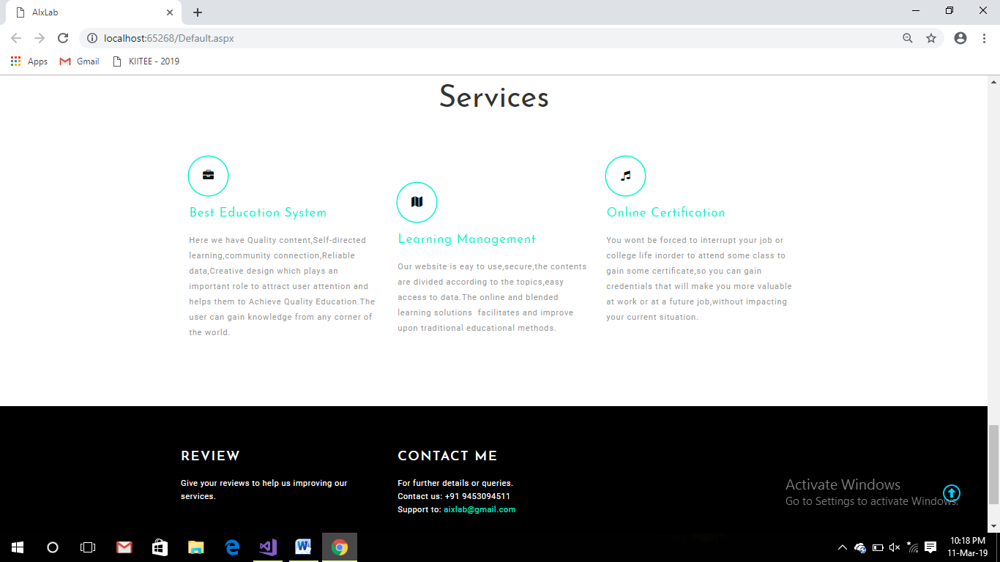 AIxLab
localhost:65268/Default.aspx
Apps
Gmail
KIITEE - 2019
Services
Best Education System
Here we have Quality content,Self-directed
learning,community connection,Reliable
data,Creative design which plays an
important role to attract user attention and
helps them to Achieve Quality Education.The
user can gain knowledge from any corner of
the world.
Learning Management
Our website is eay to use,secure,the contents
are divided according to the topics,easy
access to data.The online and blended
learning solutions  facilitates and improve
upon traditional educational methods.
Online Certification
You wont be forced to interrupt your job or
college life inorder to attend some class to
gain some certificate,so you can gain
credentials that will make you more valuable
at work or at a future job,without impacting
your current situation.
REVIEW
Give your reviews to help us improving our
services.
CONTACT ME
For further details or queries.
Contact us: +91 9453094511
Support to: aixlab@gmail.com
Activate Windows
Go to Settings to activate Windows.
10:18 PM
11-Mar-19